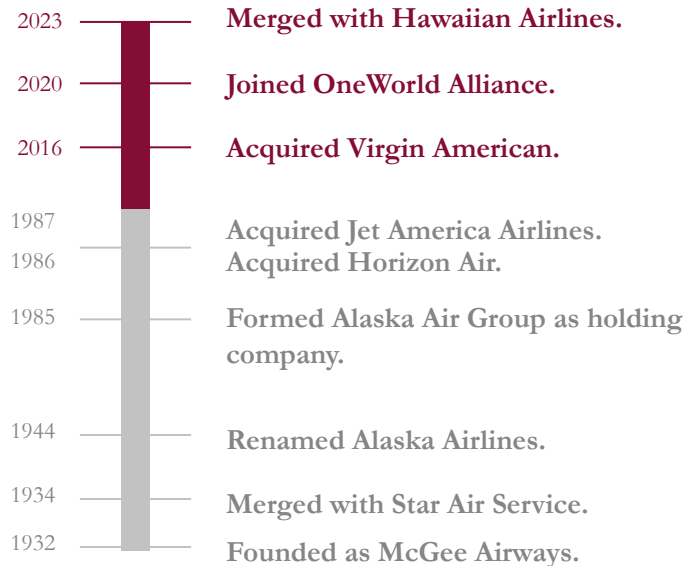 2023 Merged with Hawaiian Airlines.
2020 Joined OneWorld Alliance.
2016 Acquired Virgin American.
1987 Acquired Jet America Airlines.
1986 Acquired Horizon Air.
1985 Formed Alaska Air Group as holding
company.
1944 Renamed Alaska Airlines.
1934 Merged with Star Air Service.
1932 Founded as McGee Airways.